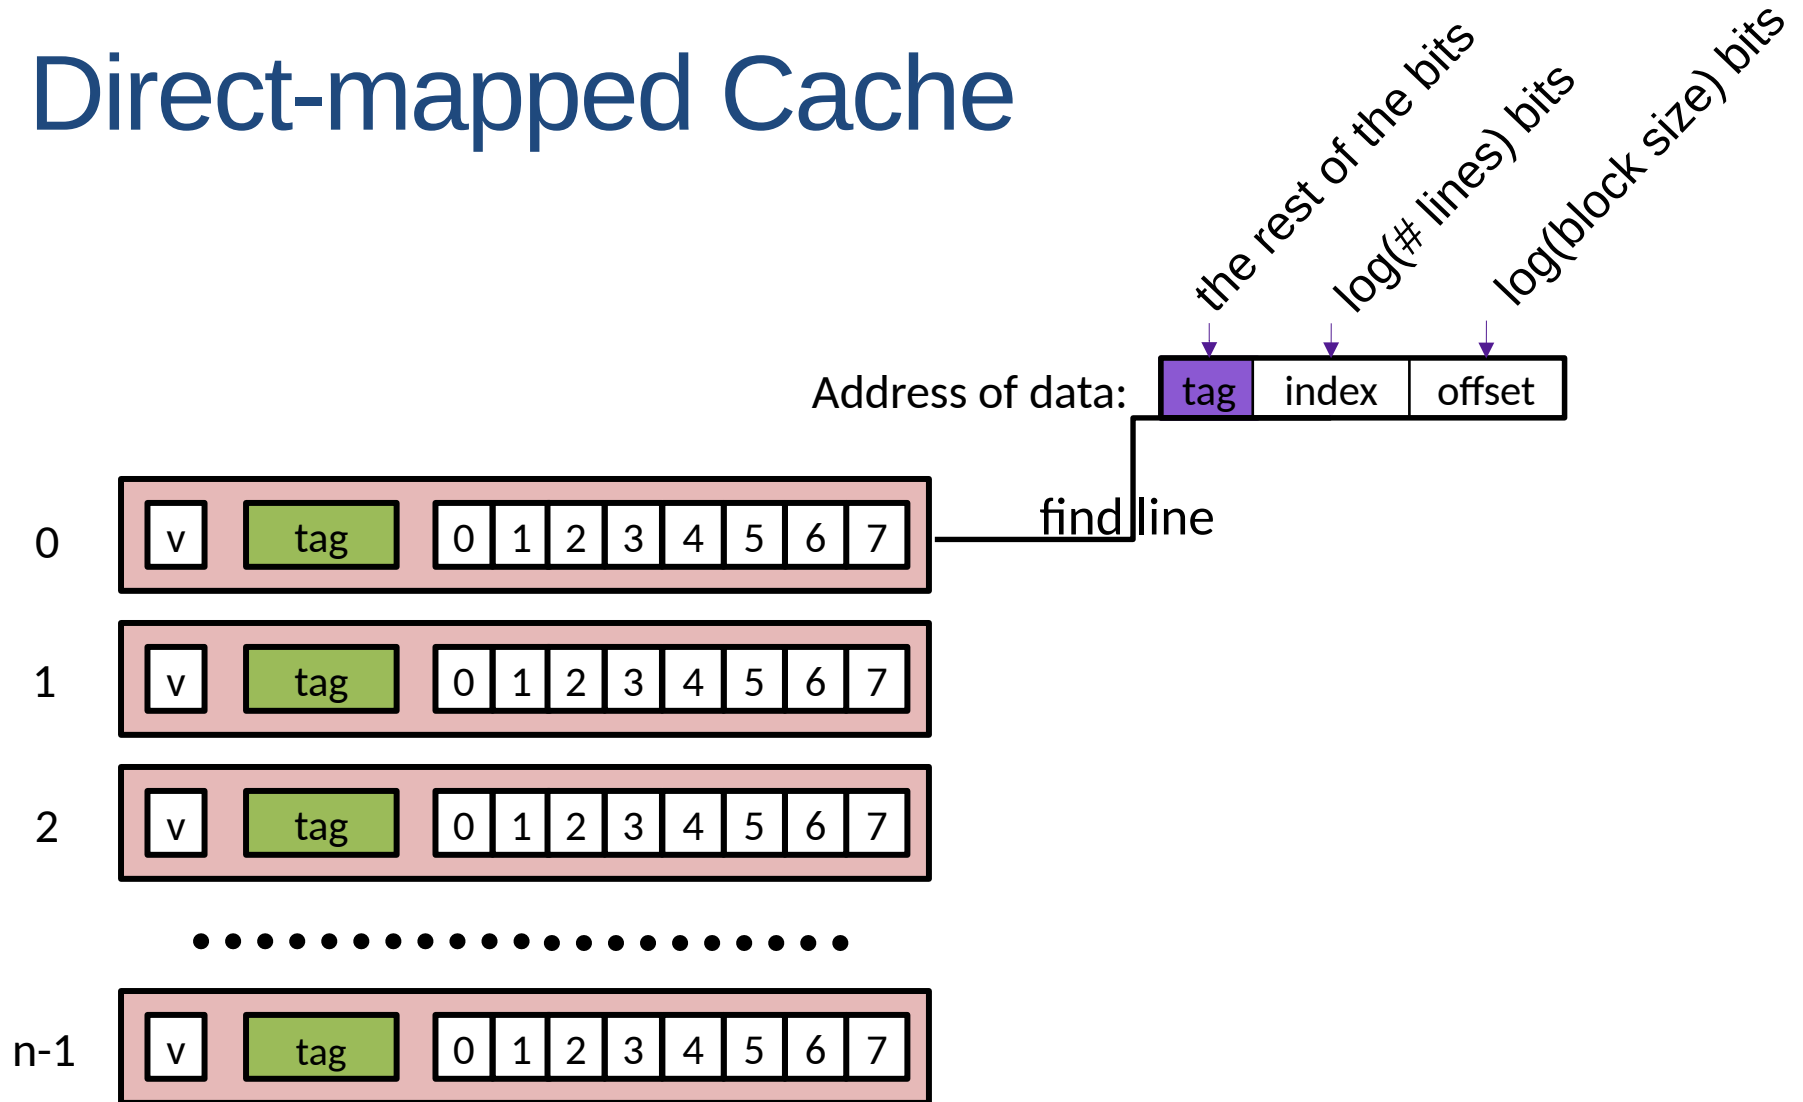 Direct-mapped Cache
the rest of the bits
log(# lines) bits
log(block size) bits
Address of data: tag index offset
find line
0 v tag 0 1 2 3 4 5 6 7
1 v tag 0 1 2 3 4 5 6 7
2 v tag 0 1 2 3 4 5 6 7
n-1 v tag 0 1 2 3 4 5 6 7